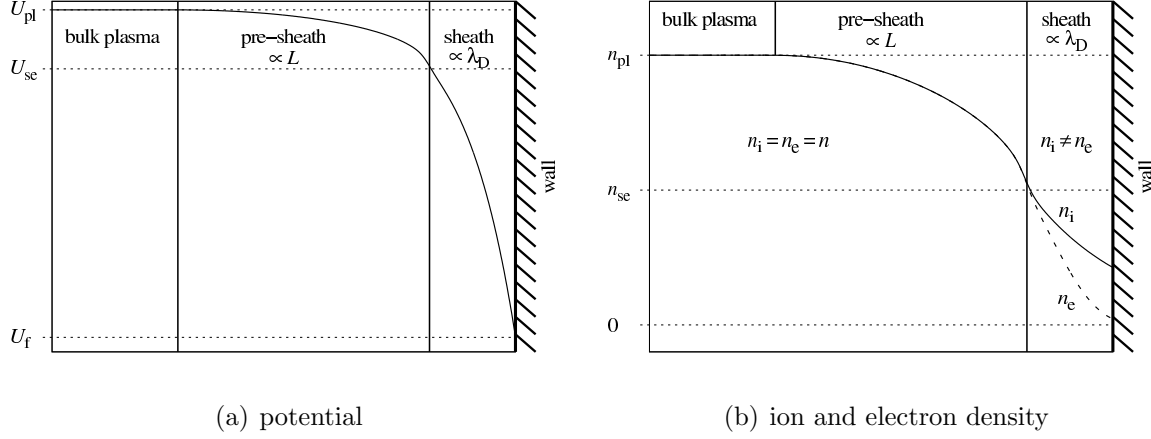 U_pl
U_se
U_f
bulk plasma
pre−sheath
∝ L
sheath
∝ λ_D
wall
(a) potential
n_pl
n_se
0
bulk plasma
pre−sheath
∝ L
sheath
∝ λ_D
n_i = n_e = n
n_i ≠ n_e
n_i
n_e
wall
(b) ion and electron density